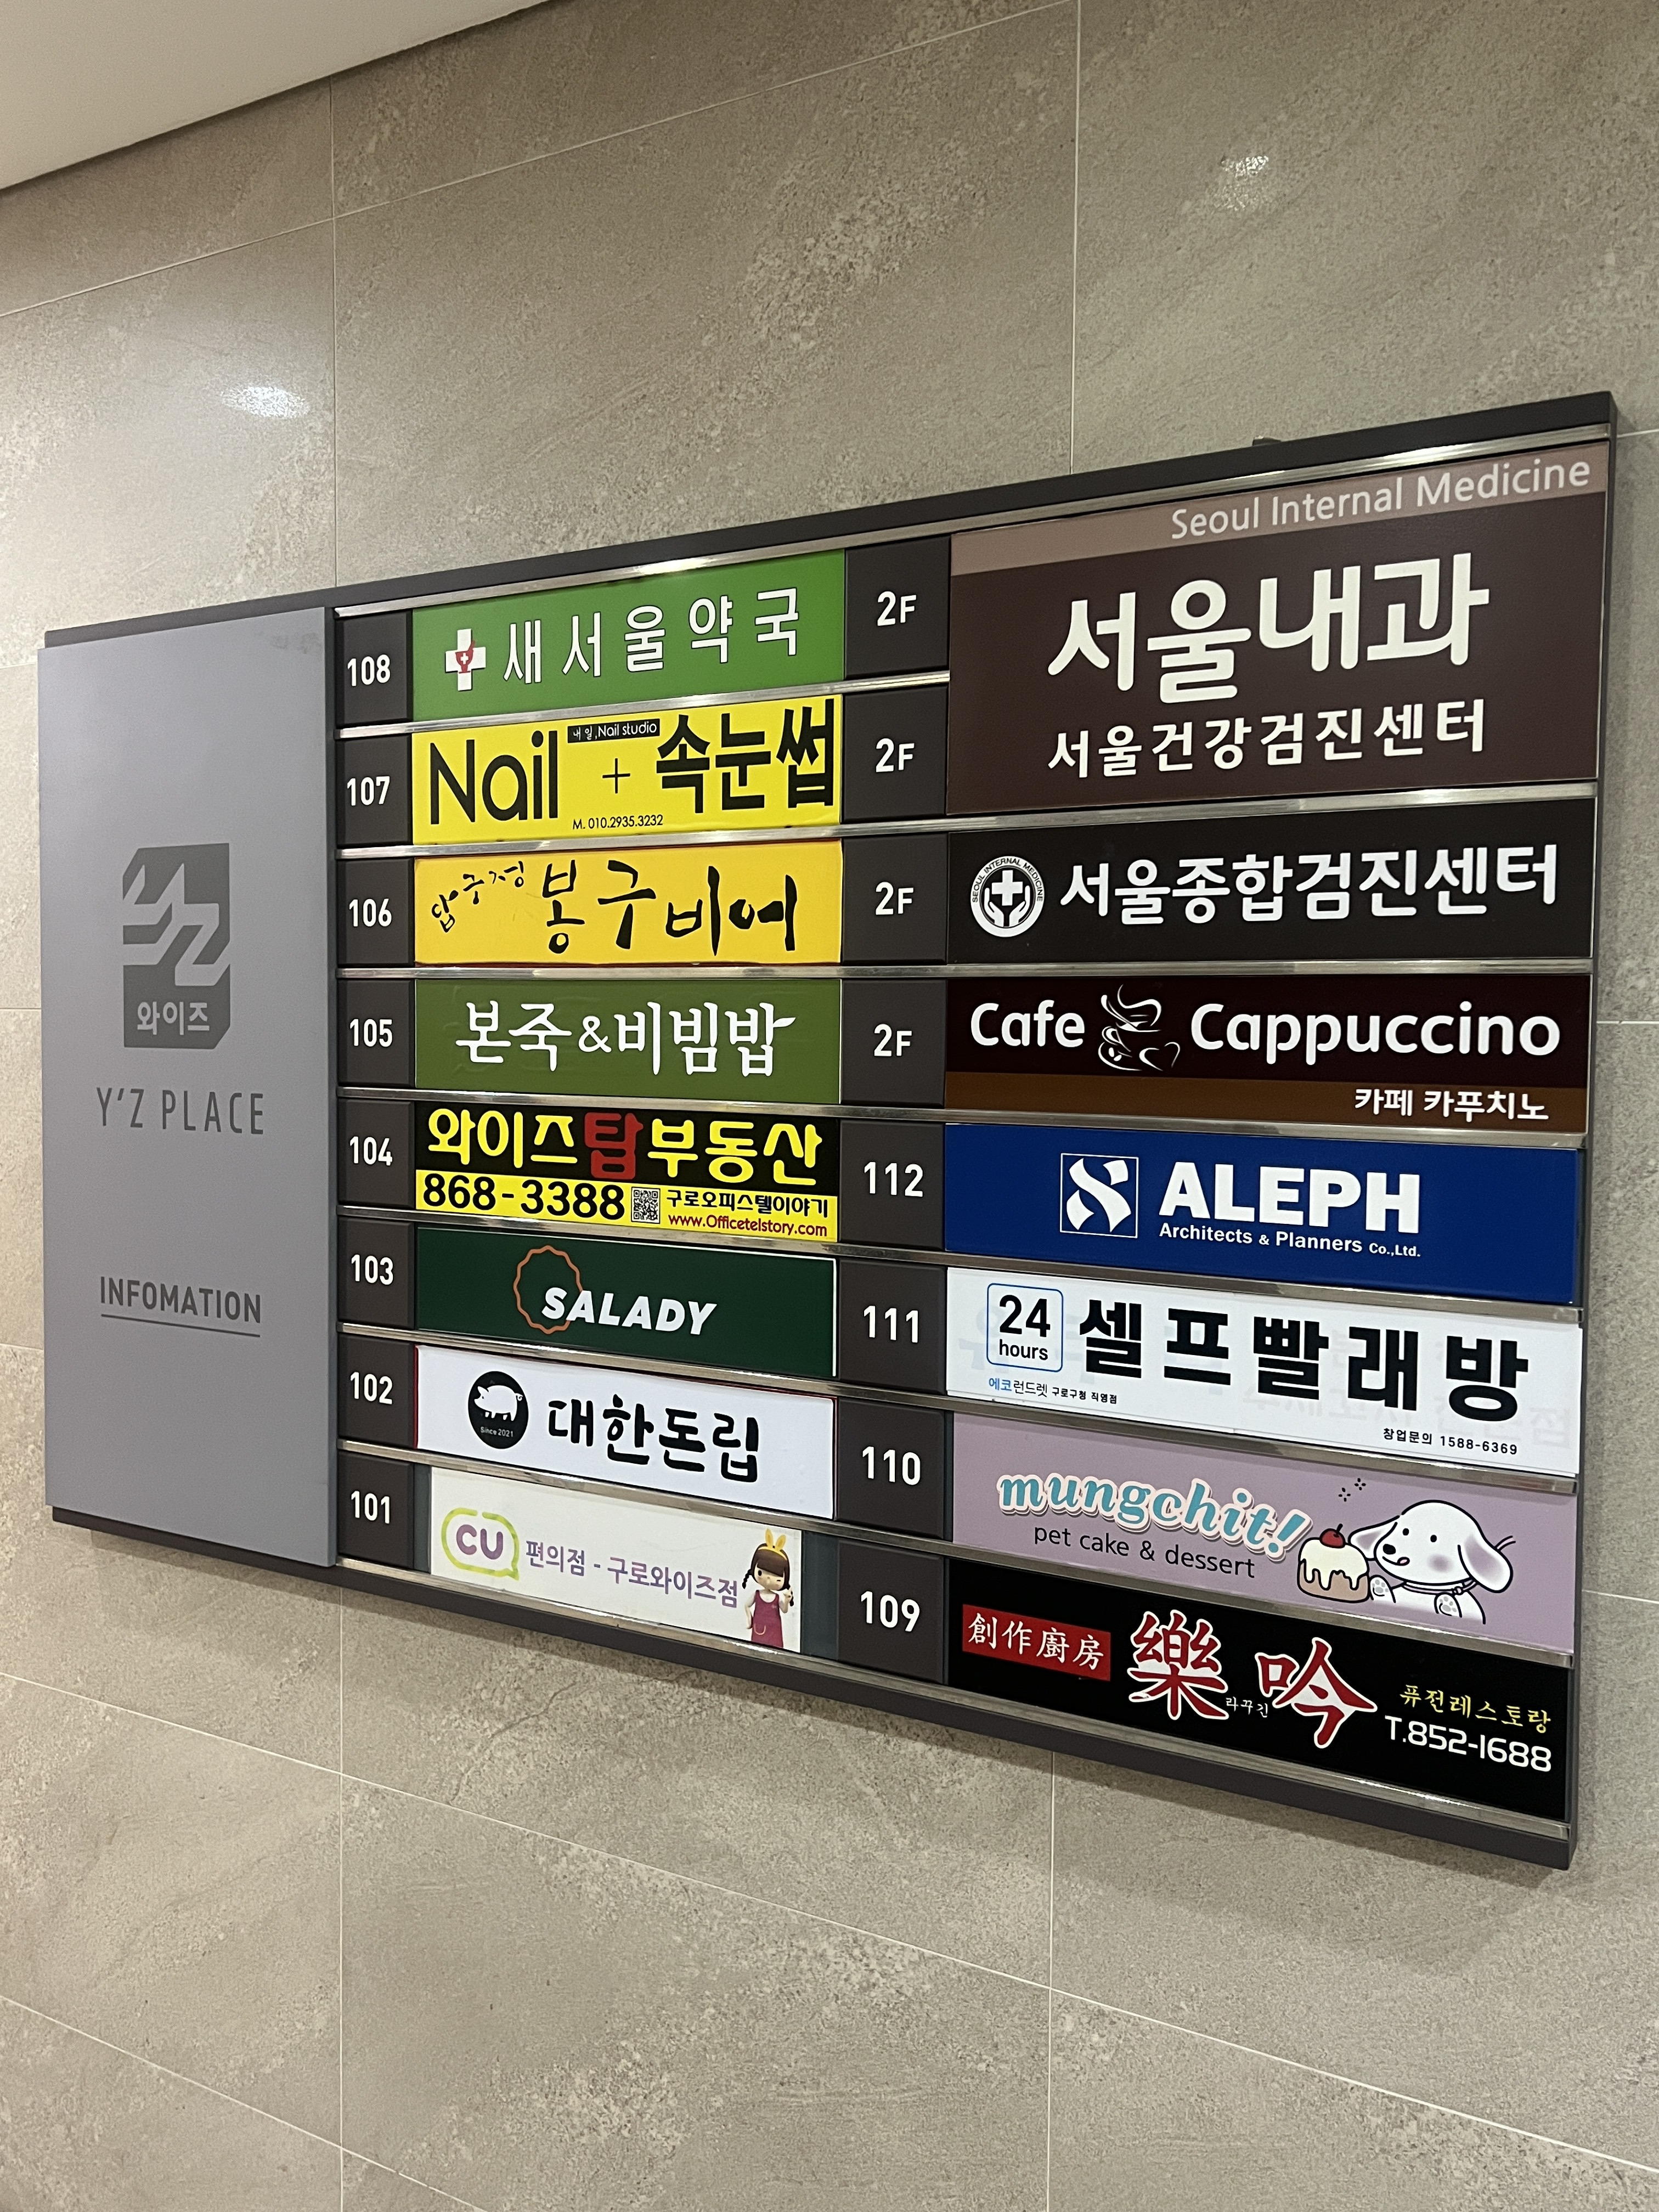 와이즈
Y'Z PLACE
INFOMATION
108
새서울약국
107
내일,Nail studio
Nail + 속눈썹
M. 010.2935.3232
106
압구정 봉구비어
105
본죽&비빔밥
104
와이즈탑부동산
868-3388 구로오피스텔이야기
www.Officetelstory.com
103
SALADY
102
Since 2021
대한돈립
101
CU 편의점 - 구로와이즈점
2F
2F
Seoul Internal Medicine
서울내과
서울건강검진센터
2F
SEOUL INTERNAL MEDICINE
서울종합검진센터
2F
Cafe Cappuccino
카페 카푸치노
112
ALEPH
Architects & Planners Co.,Ltd.
111
24 hours
셀프빨래방
에코런드렛 구로구청 직영점
창업문의 1588-6369
110
mungchit!
pet cake & dessert
109
創作廚房 樂吟 퓨전레스토랑
라꾸긴
T.852-1688